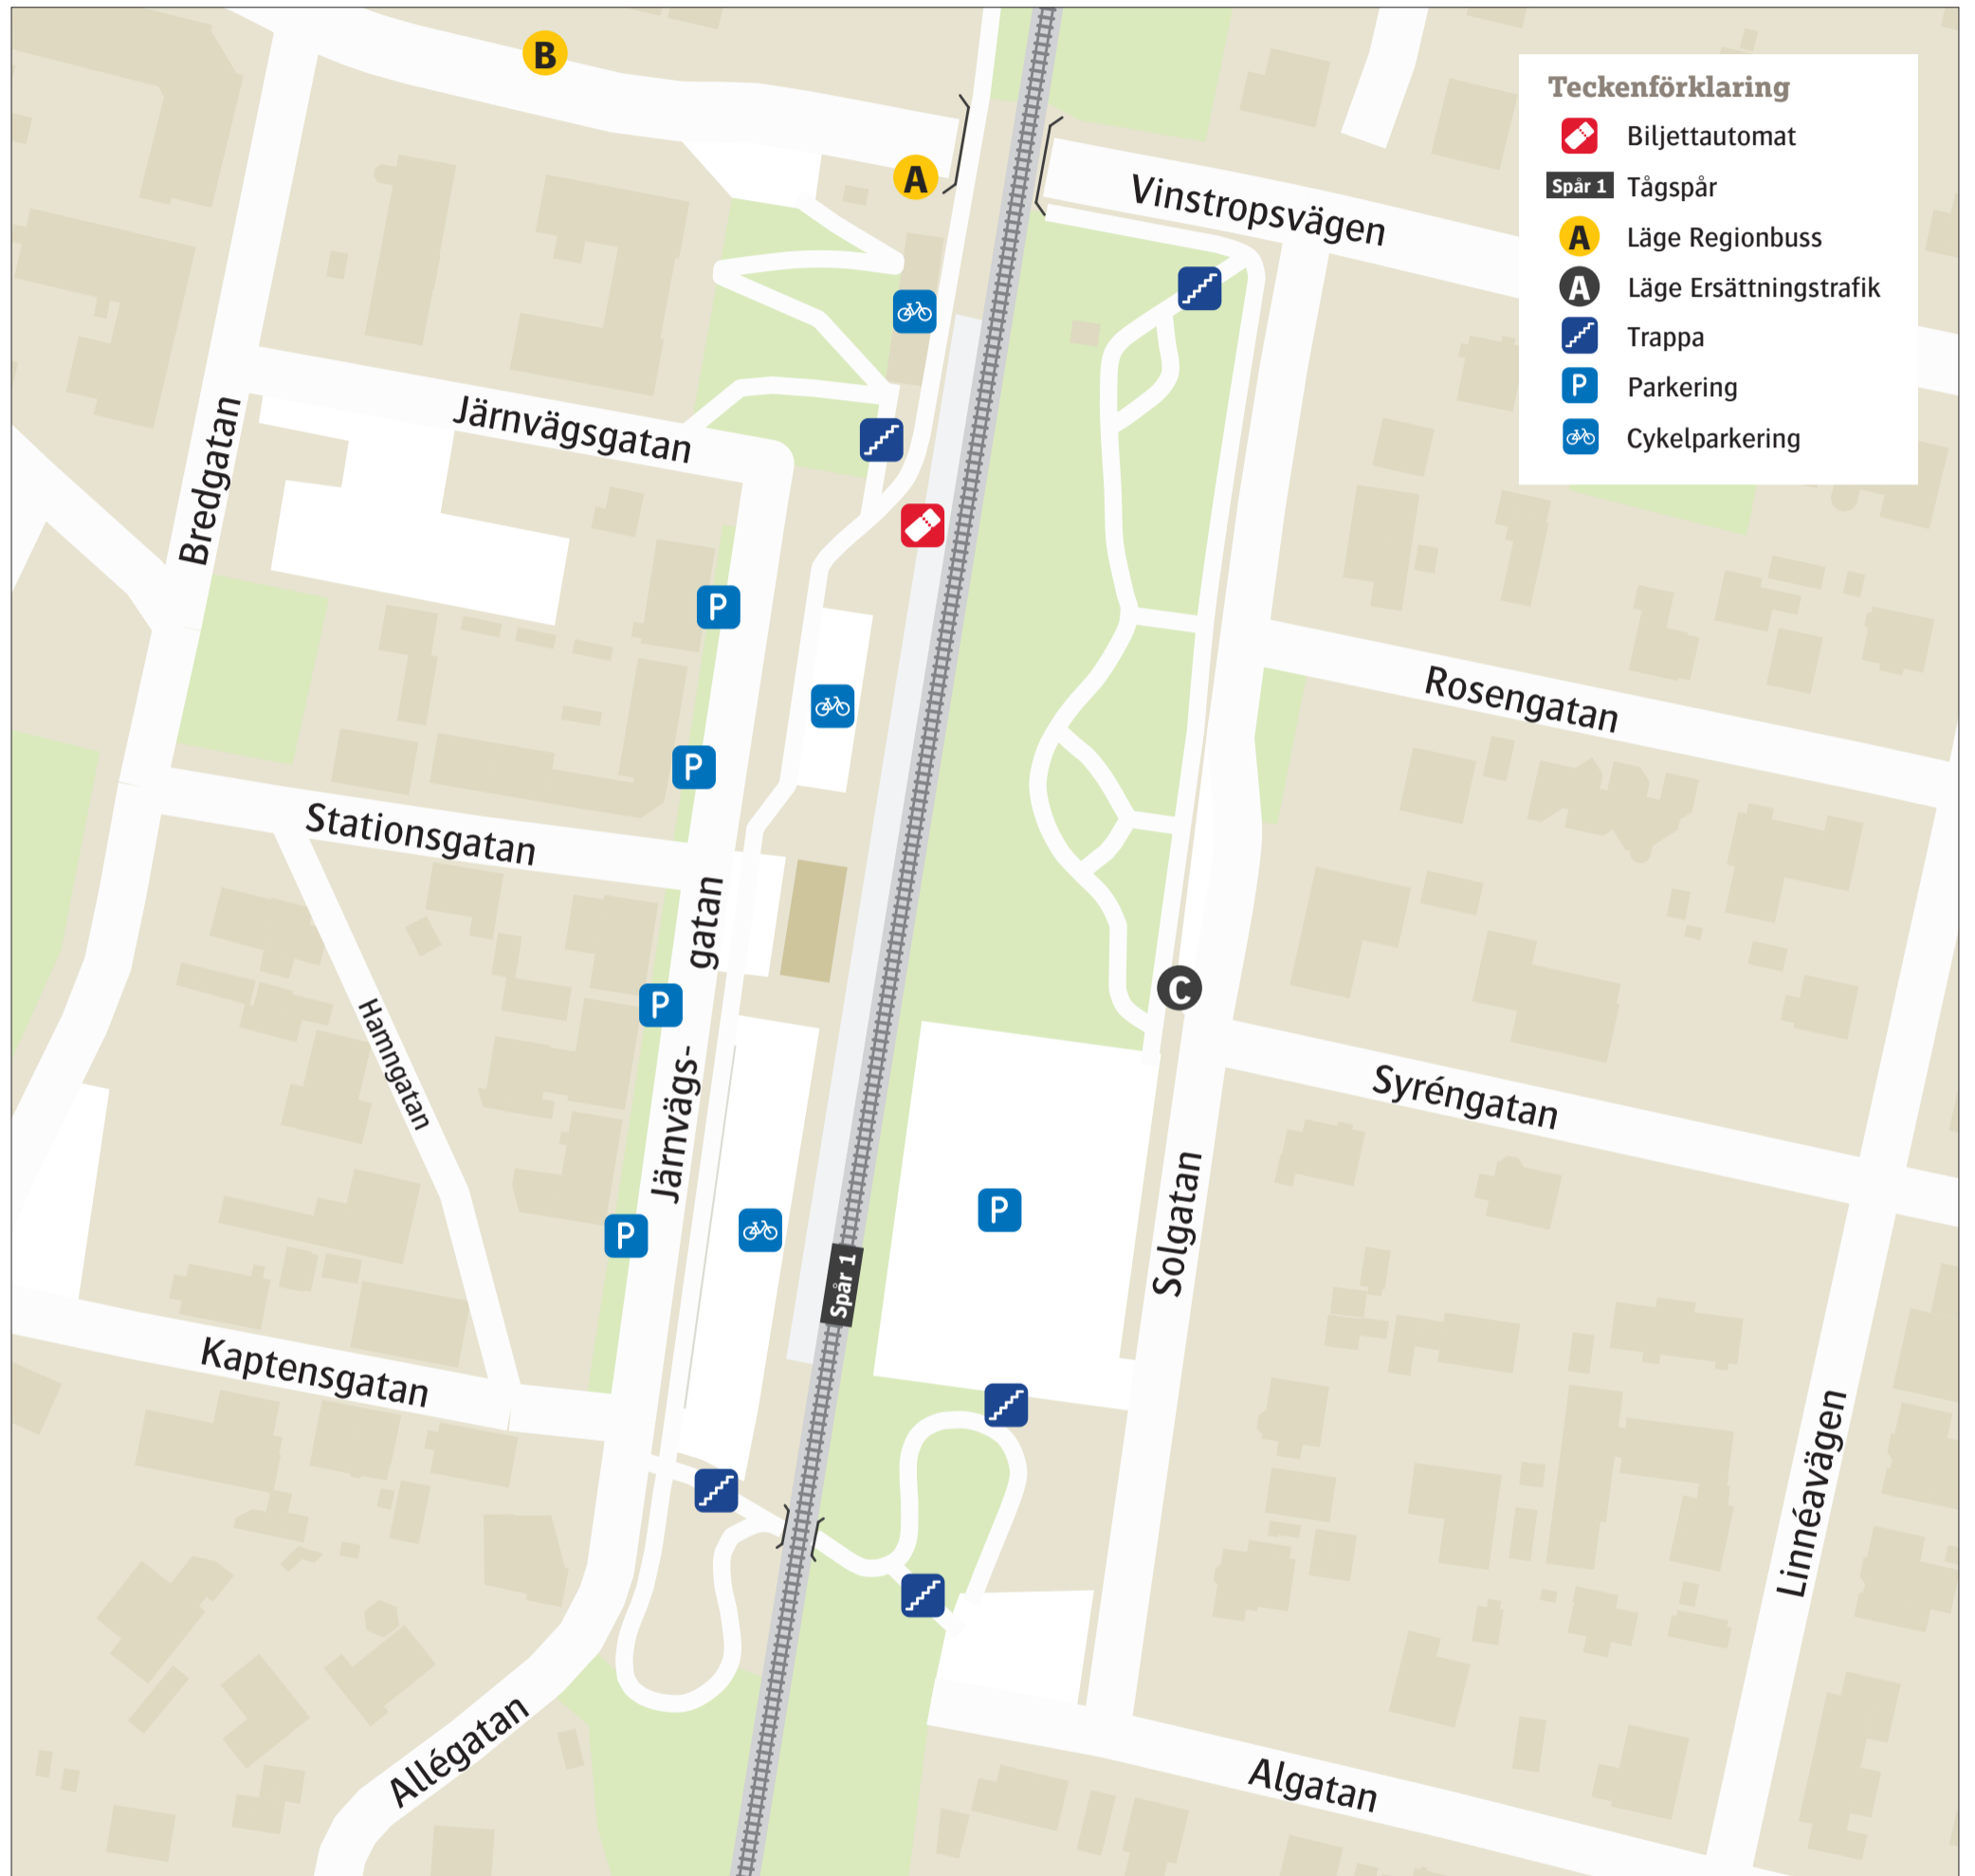 B
A
Vinstropsvägen
Teckenförklaring
Biljettautomat
Spår 1 Tågspår
A Läge Regionbuss
A Läge Ersättningstrafik
Trappa
P Parkering
Cykelparkering
Bredgatan
Järnvägsgatan
P
Rosengatan
P
Stationsgatan
Järnvägs-
gatan
P
C
Hamngatan
Syréngatan
P
Solgatan
P
Spår 1
Kaptensgatan
Linnéavägen
Allégatan
Algatan